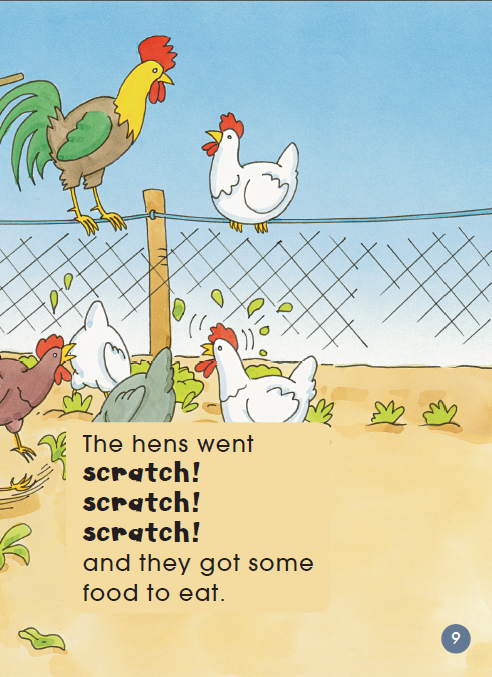 The hens went
scratch!
scratch!
scratch!
and they got some
food to eat.
9